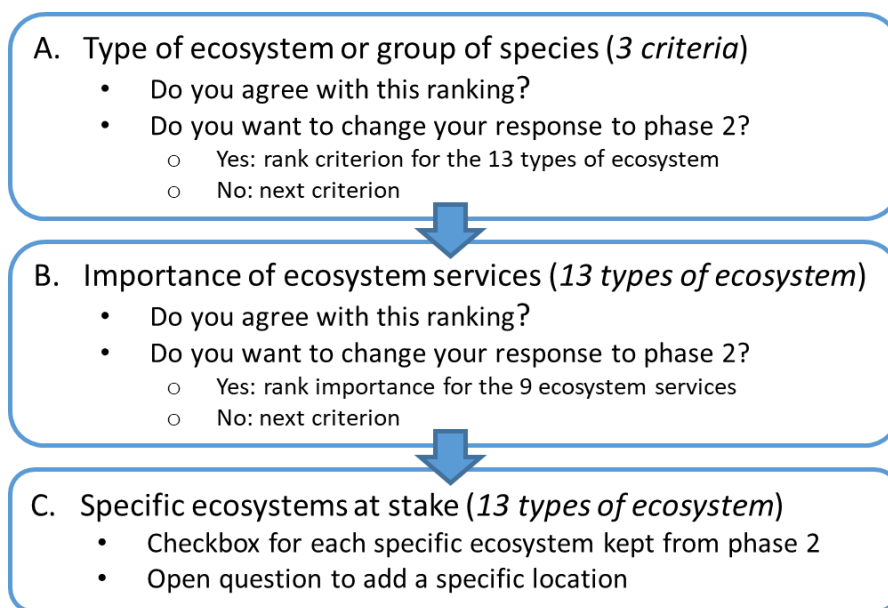 A. Type of ecosystem or group of species (3 criteria)
• Do you agree with this ranking?
• Do you want to change your response to phase 2?
○ Yes: rank criterion for the 13 types of ecosystem
○ No: next criterion
B. Importance of ecosystem services (13 types of ecosystem)
• Do you agree with this ranking?
• Do you want to change your response to phase 2?
○ Yes: rank importance for the 9 ecosystem services
○ No: next criterion
C. Specific ecosystems at stake (13 types of ecosystem)
• Checkbox for each specific ecosystem kept from phase 2
• Open question to add a specific location